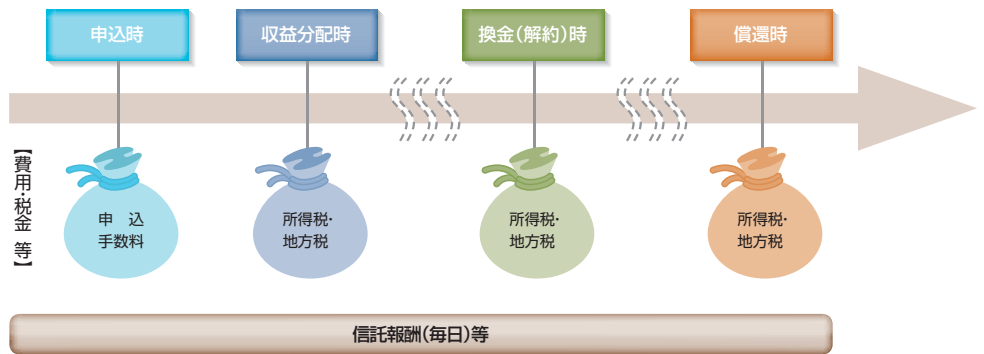 申込時
収益分配時
換金(解約)時
償還時
【費用・税金 等】
申 込
手数料
所得税・
地方税
所得税・
地方税
所得税・
地方税
信託報酬(毎日)等